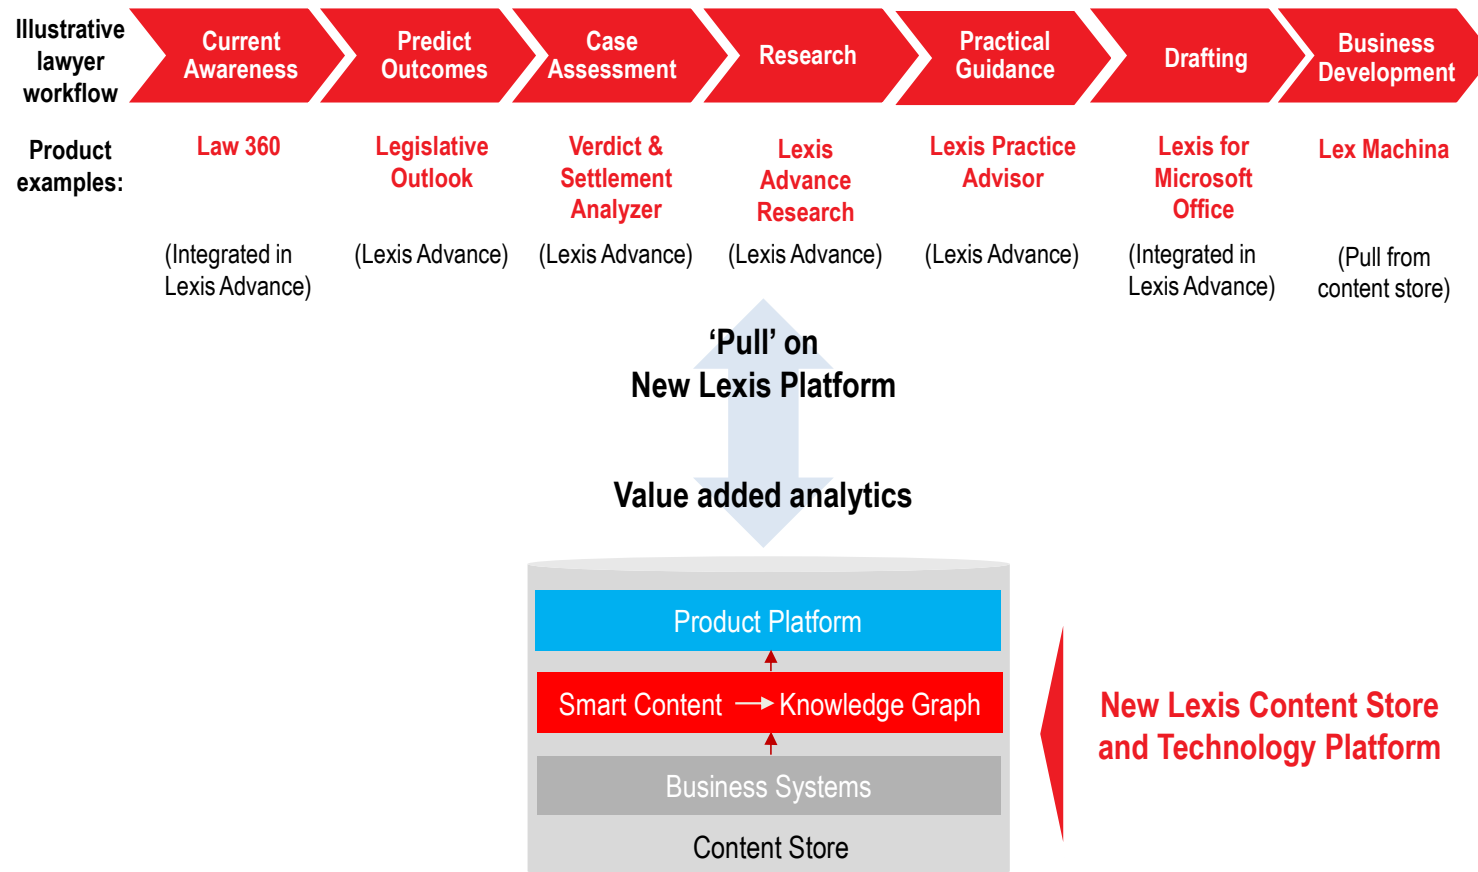 Illustrative
lawyer
workflow
Current
Awareness
Predict
Outcomes
Case
Assessment
Research
Practical
Guidance
Drafting
Business
Development
Product
examples:
Law 360
Legislative
Outlook
Verdict &
Settlement
Analyzer
Lexis
Advance
Research
Lexis Practice
Advisor
Lexis for
Microsoft
Office
Lex Machina
(Integrated in
Lexis Advance)
(Lexis Advance)
(Lexis Advance)
(Lexis Advance)
(Lexis Advance)
(Integrated in
Lexis Advance)
(Pull from
content store)
‘Pull’ on
New Lexis Platform
Value added analytics
Product Platform
Smart Content → Knowledge Graph
Business Systems
Content Store
New Lexis Content Store
and Technology Platform